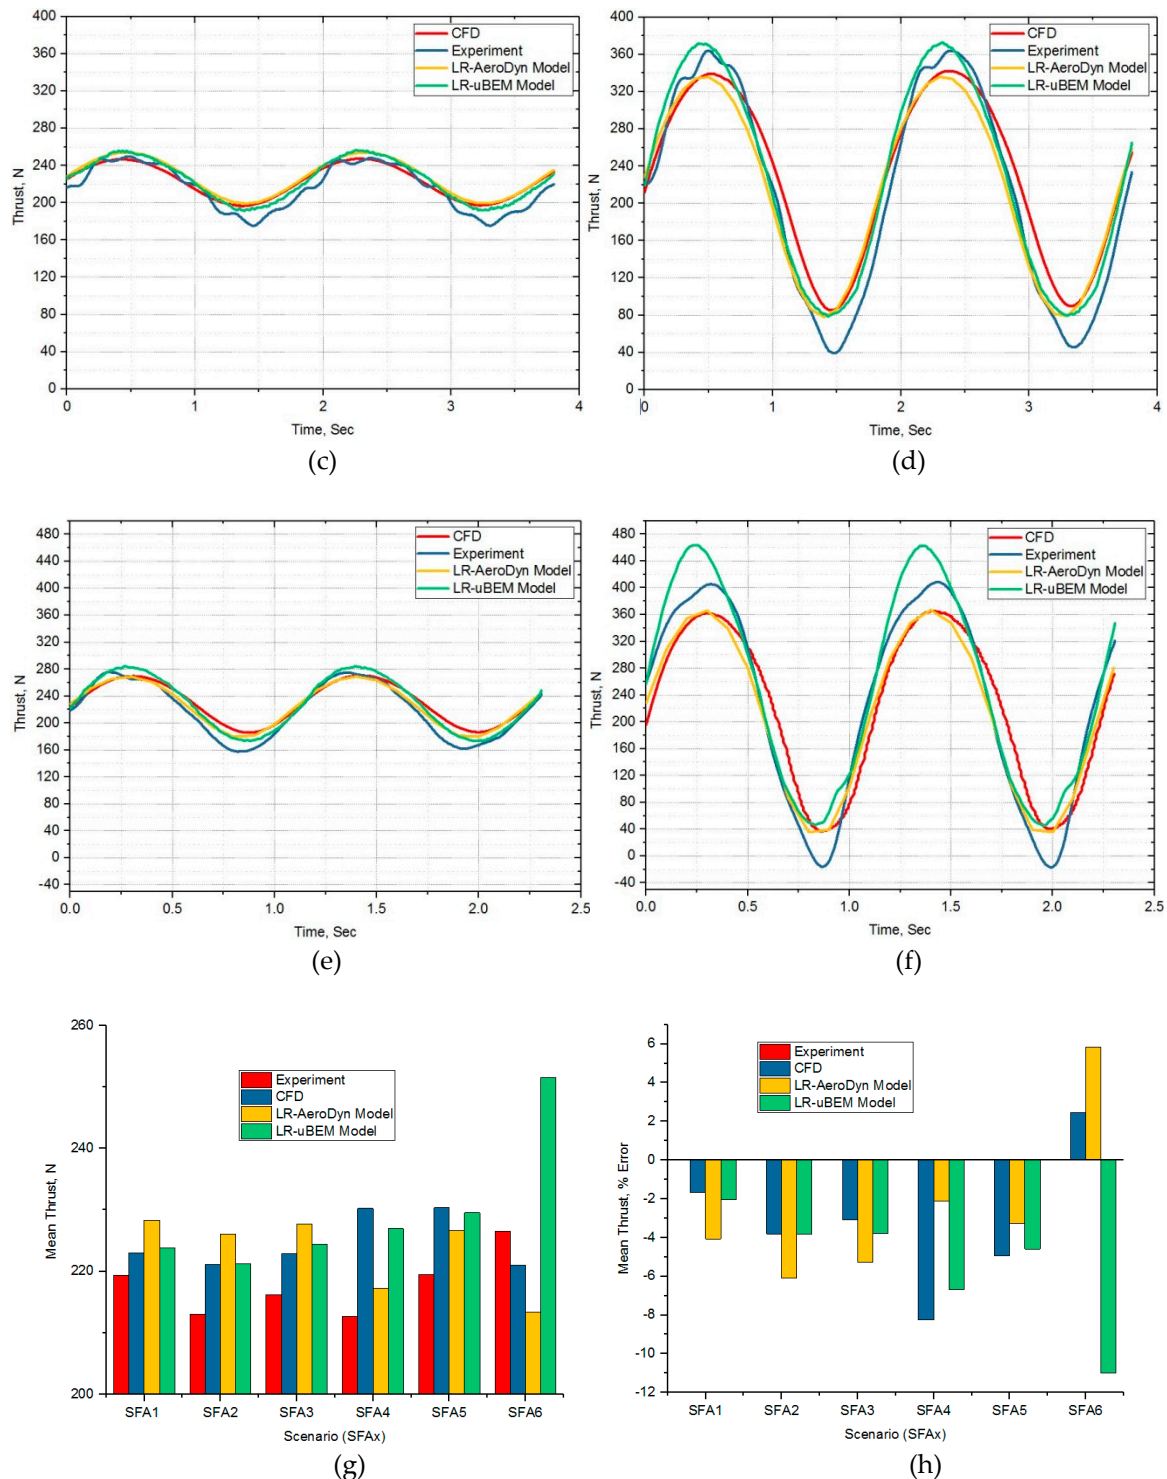 400
360
320
280
240
200
160
120
80
40
0
Thrust, N
CFD
Experiment
LR-AeroDyn Model
LR-uBEM Model
0 1 2 3 4
Time, Sec
(c)
400
360
320
280
240
200
160
120
80
40
0
Thrust, N
CFD
Experiment
LR-AeroDyn Model
LR-uBEM Model
0 1 2 3 4
Time, Sec
(d)
480
440
400
360
320
280
240
200
160
120
80
40
0
-40
Thrust, N
CFD
Experiment
LR-AeroDyn Model
LR-uBEM Model
0.0 0.5 1.0 1.5 2.0 2.5
Time, Sec
(e)
480
440
400
360
320
280
240
200
160
120
80
40
0
-40
Thrust, N
CFD
Experiment
LR-AeroDyn Model
LR-uBEM Model
0.0 0.5 1.0 1.5 2.0 2.5
Time, Sec
(f)
260
240
220
200
Mean Thrust, N
Experiment
CFD
LR-AeroDyn Model
LR-uBEM Model
SFA1 SFA2 SFA3 SFA4 SFA5 SFA6
Scenario (SFAx)
(g)
6
4
2
0
-2
-4
-6
-8
-10
-12
Mean Thrust, % Error
Experiment
CFD
LR-AeroDyn Model
LR-uBEM Model
SFA1 SFA2 SFA3 SFA4 SFA5 SFA6
Scenario (SFAx)
(h)